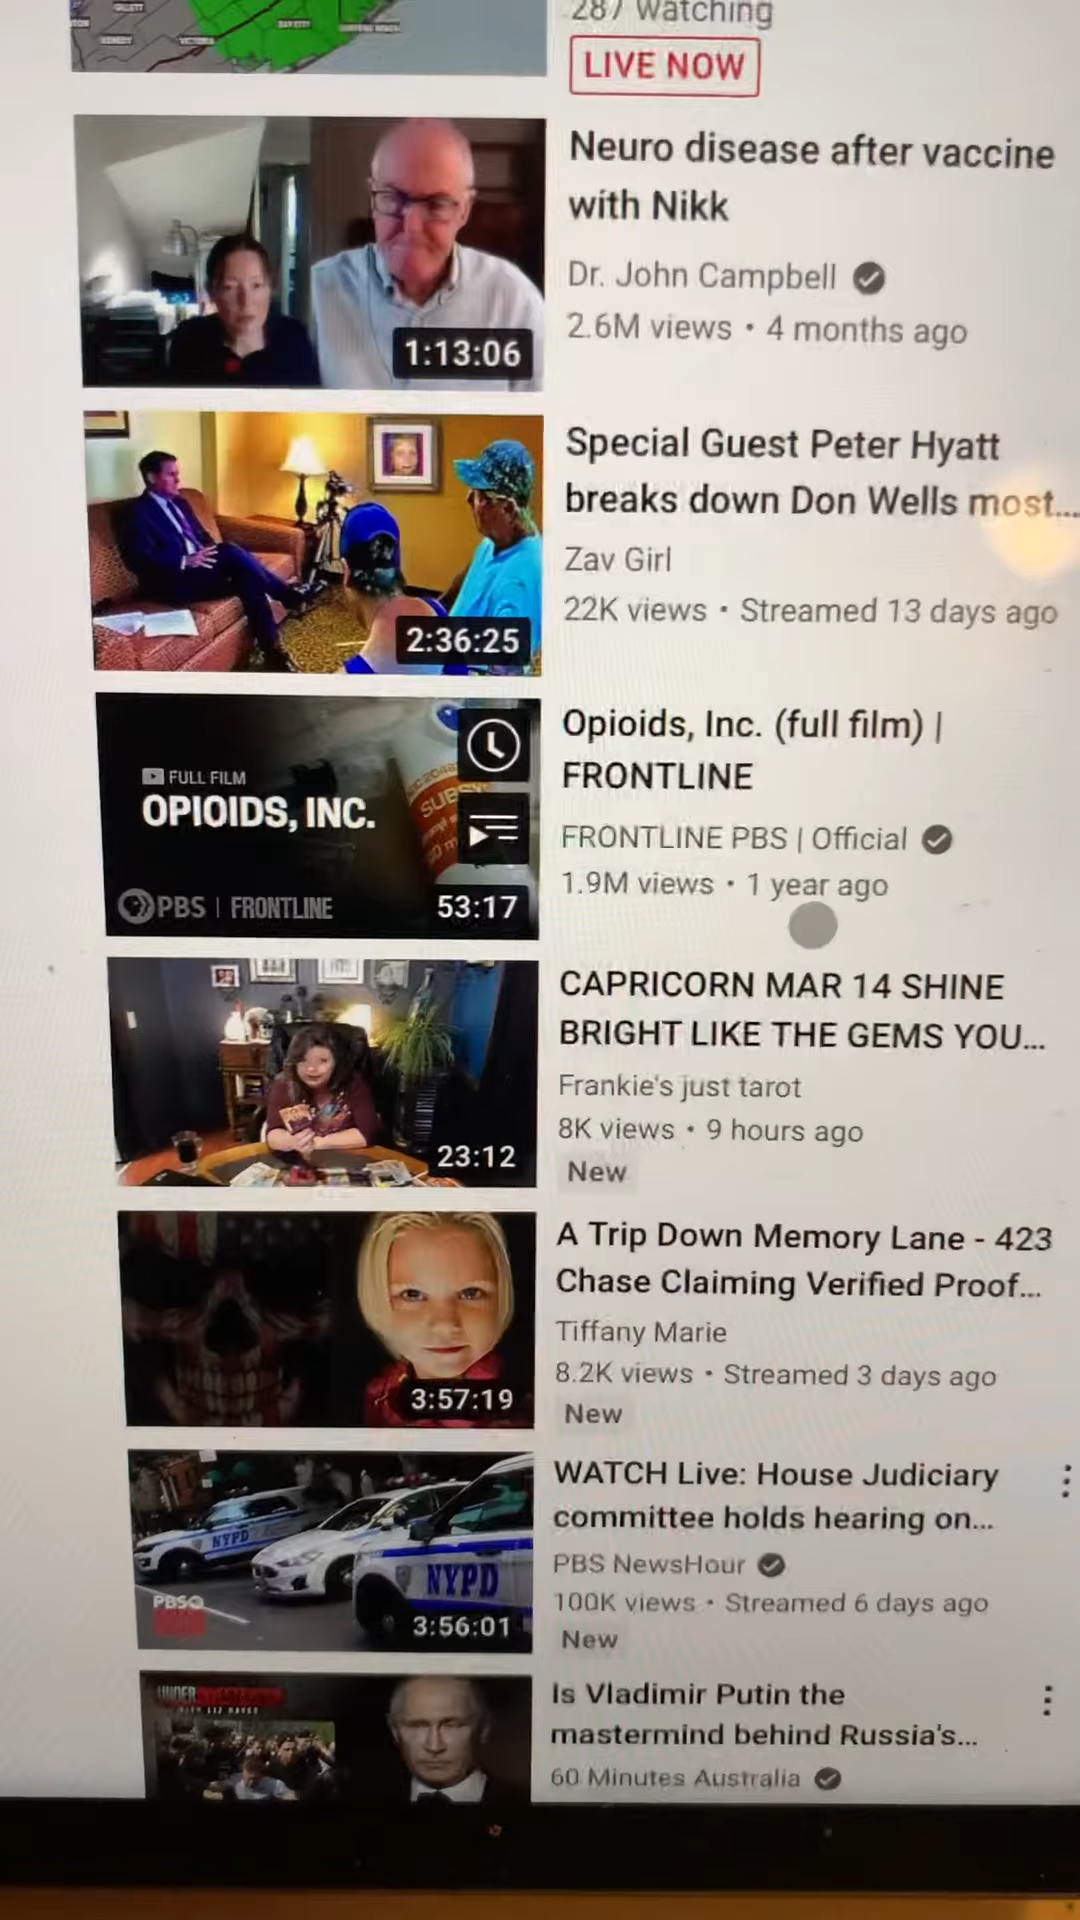 287 watching
LIVE NOW
Neuro disease after vaccine
with Nikk
Dr. John Campbell
2.6M views • 4 months ago
1:13:06
Special Guest Peter Hyatt
breaks down Don Wells most...
Zav Girl
22K views • Streamed 13 days ago
2:36:25
FULL FILM
OPIOIDS, INC.
PBS | FRONTLINE
53:17
Opioids, Inc. (full film) |
FRONTLINE
FRONTLINE PBS | Official
1.9M views • 1 year ago
CAPRICORN MAR 14 SHINE
BRIGHT LIKE THE GEMS YOU...
Frankie's just tarot
8K views • 9 hours ago
New
23:12
A Trip Down Memory Lane - 423
Chase Claiming Verified Proof...
Tiffany Marie
8.2K views • Streamed 3 days ago
New
3:57:19
NYPD
NYPD
3:56:01
WATCH Live: House Judiciary
committee holds hearing on...
PBS NewsHour
100K views • Streamed 6 days ago
New
UNDER
Is Vladimir Putin the
mastermind behind Russia's...
60 Minutes Australia